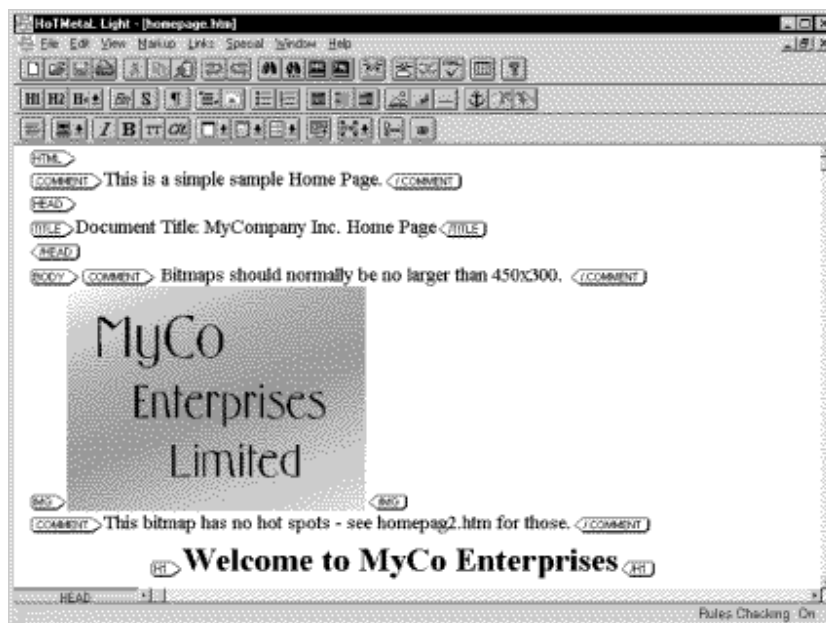 HoTMetaL Light - [homepage.htm]
File Edit View Markup Links Special Window Help
H1 H2 S ¶
I B TT
HTML
COMMENT This is a simple sample Home Page. /COMMENT
HEAD
TITLE Document Title: MyCompany Inc. Home Page /TITLE
/HEAD
BODY COMMENT Bitmaps should normally be no larger than 450x300. /COMMENT
MyCo
Enterprises
Limited
IMG /IMG
COMMENT This bitmap has no hot spots - see homepag2.htm for those. /COMMENT
H1 Welcome to MyCo Enterprises /H1
HEAD
Rules Checking On